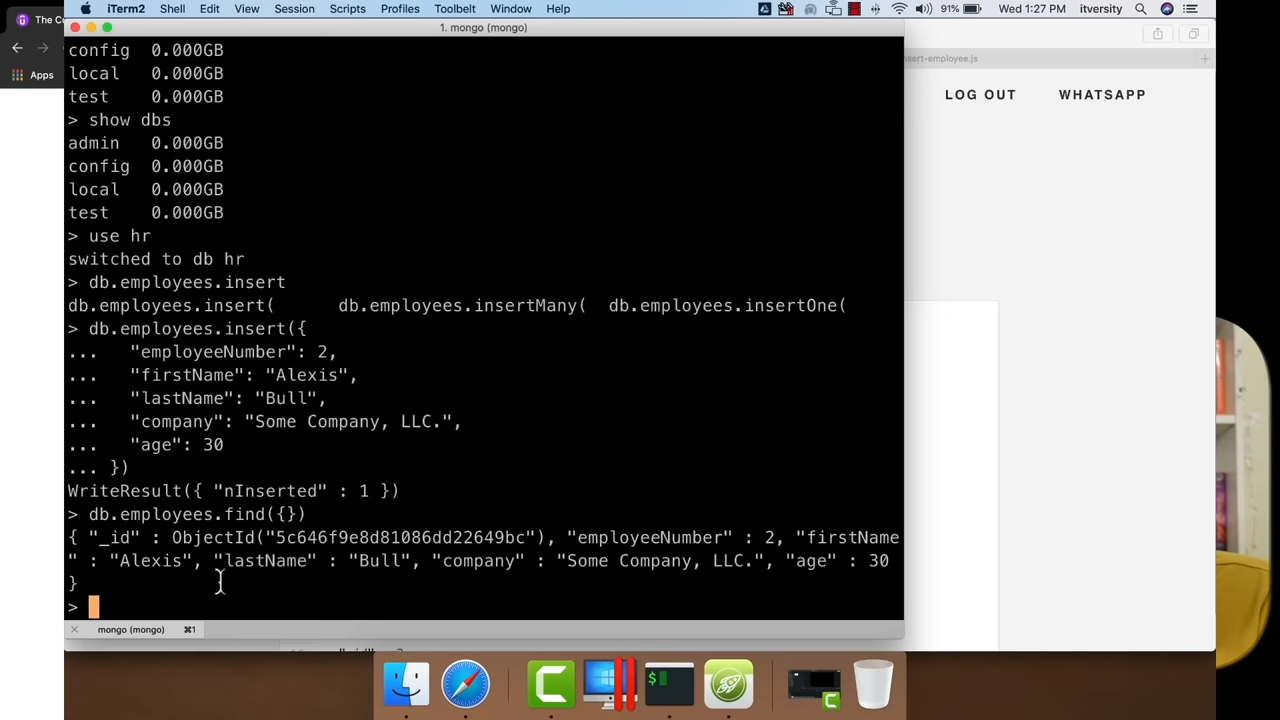 The Co
Apps
iTerm2 Shell Edit View Session Scripts Profiles Toolbelt Window Help 91% Wed 1:27 PM itversity
1. mongo (mongo)
config 0.000GB
local 0.000GB
test 0.000GB
> show dbs
admin 0.000GB
config 0.000GB
local 0.000GB
test 0.000GB
> use hr
switched to db hr
> db.employees.insert
db.employees.insert( db.employees.insertMany( db.employees.insertOne(
> db.employees.insert({
... "employeeNumber": 2,
... "firstName": "Alexis",
... "lastName": "Bull",
... "company": "Some Company, LLC.",
... "age": 30
... })
WriteResult({ "nInserted" : 1 })
> db.employees.find({})
{ "_id" : ObjectId("5c646f9e8d81086dd22649bc"), "employeeNumber" : 2, "firstName
" : "Alexis", "lastName" : "Bull", "company" : "Some Company, LLC.", "age" : 30
}
>
mongo (mongo) ⌘1
nsert-employee.js
LOG OUT WHATSAPP